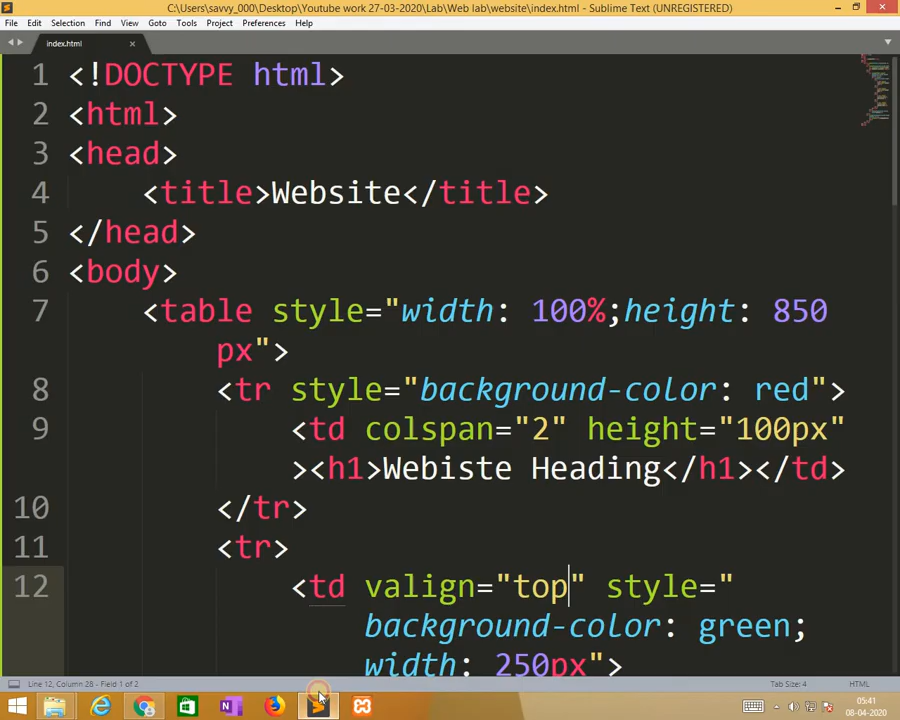 C:\Users\savvy_000\Desktop\Youtube work 27-03-2020\Lab\Web lab\website\index.html - Sublime Text (UNREGISTERED)
File Edit Selection Find View Goto Tools Project Preferences Help
index.html
1 <!DOCTYPE html>
2 <html>
3 <head>
4 <title>Website</title>
5 </head>
6 <body>
7 <table style="width: 100%;height: 850
px">
8 <tr style="background-color: red">
9 <td colspan="2" height="100px"
><h1>Webiste Heading</h1></td>
10 </tr>
11 <tr>
12 <td valign="top" style="
background-color: green;
width: 250px">
Line 12, Column 28 - Field 1 of 2 Tab Size: 4 HTML
05:41
08-04-2020